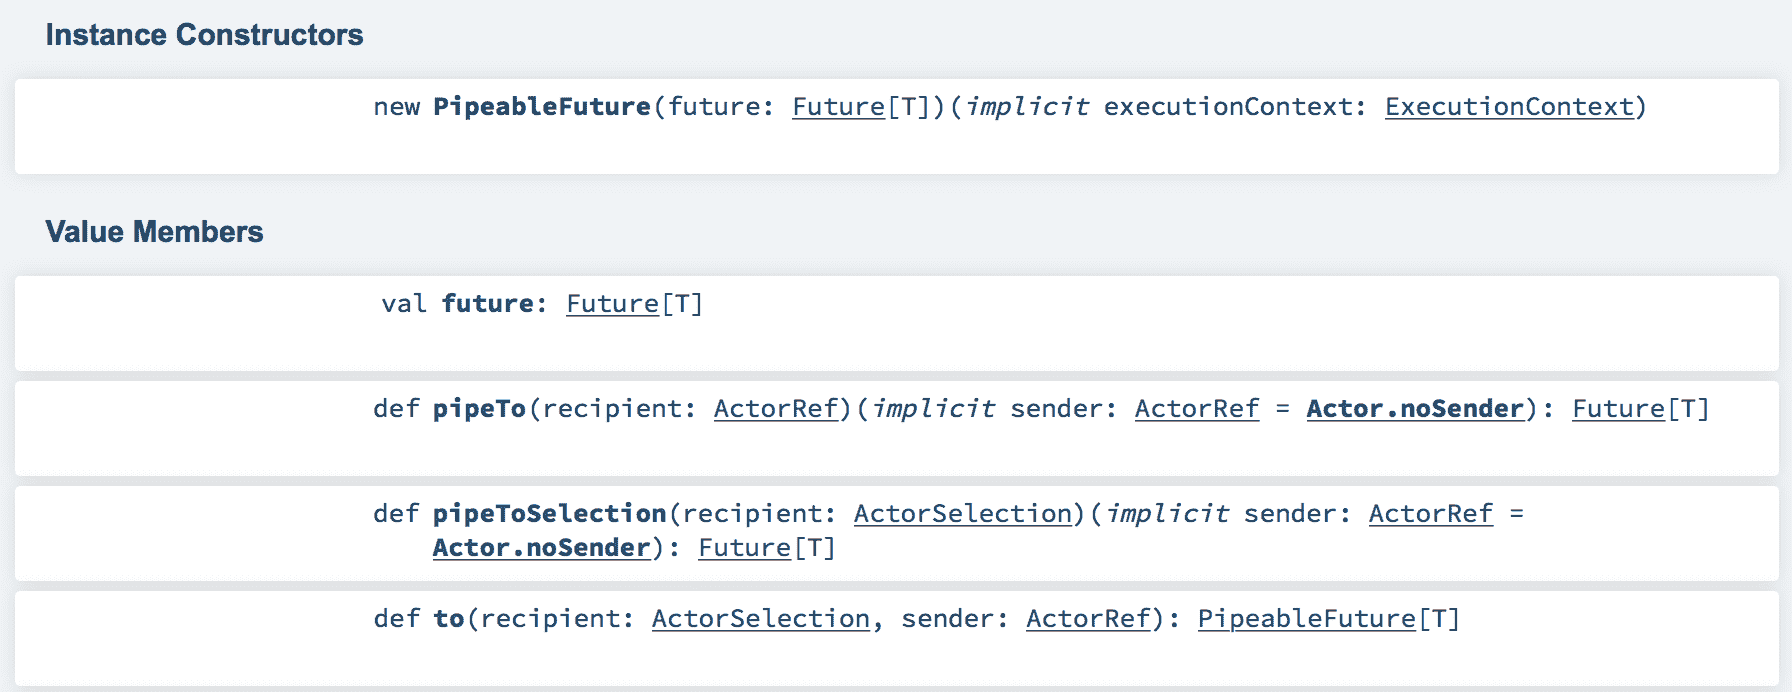 Instance Constructors
new PipeableFuture(future: Future[T])(implicit executionContext: ExecutionContext)
Value Members
val future: Future[T]
def pipeTo(recipient: ActorRef)(implicit sender: ActorRef = Actor.noSender): Future[T]
def pipeToSelection(recipient: ActorSelection)(implicit sender: ActorRef =
Actor.noSender): Future[T]
def to(recipient: ActorSelection, sender: ActorRef): PipeableFuture[T]